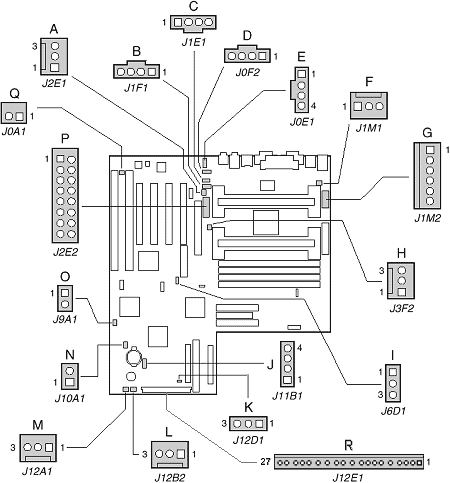 C
1
J1E1
A
3
1
J2E1
B
1
J1F1
D
1
J0F2
E
1
4
J0E1
F
1
J1M1
Q
1
J0A1
G
1
J1M2
P
1
J2E2
H
3
1
J3F2
O
1
J9A1
N
1
J10A1
J
4
1
J11B1
I
1
3
J6D1
M
3
1
J12A1
L
3
1
J12B2
K
3
1
J12D1
R
27
1
J12E1